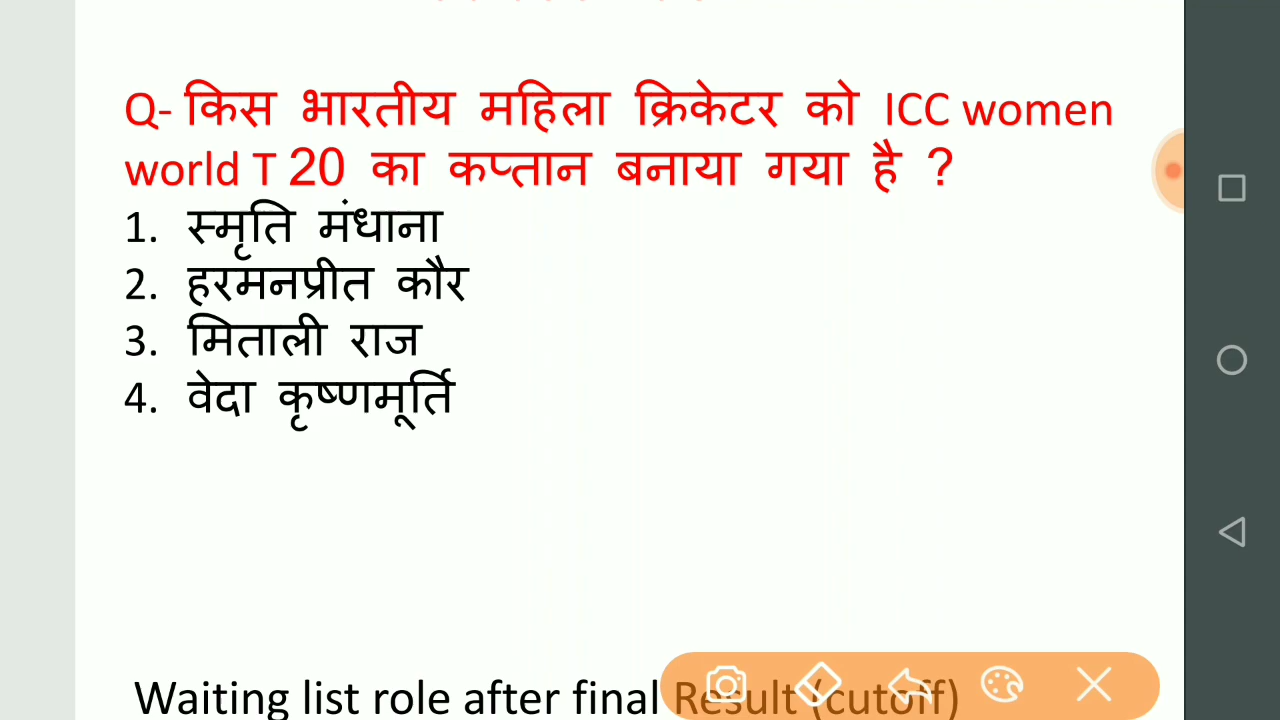 Q- किस भारतीय महिला क्रिकेटर को ICC women
world T 20 का कप्तान बनाया गया है ?
1. स्मृति मंधाना
2. हरमनप्रीत कौर
3. मिताली राज
4. वेदा कृष्णमूर्ति
Waiting list role after final Result (cutoff)